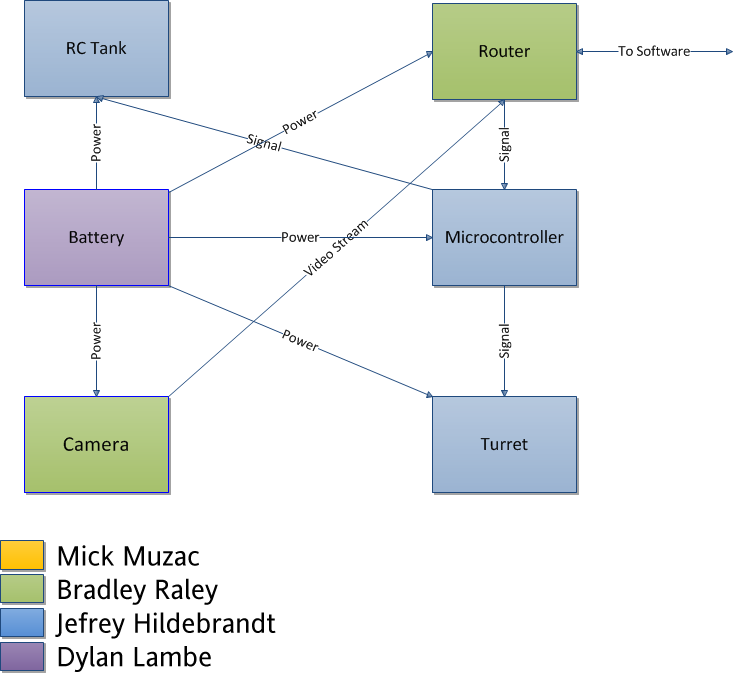 RC Tank
Router
To Software
Power
Power
Signal
Signal
Battery
Power
Microcontroller
Video Stream
Power
Power
Signal
Camera
Turret
Mick Muzac
Bradley Raley
Jefrey Hildebrandt
Dylan Lambe